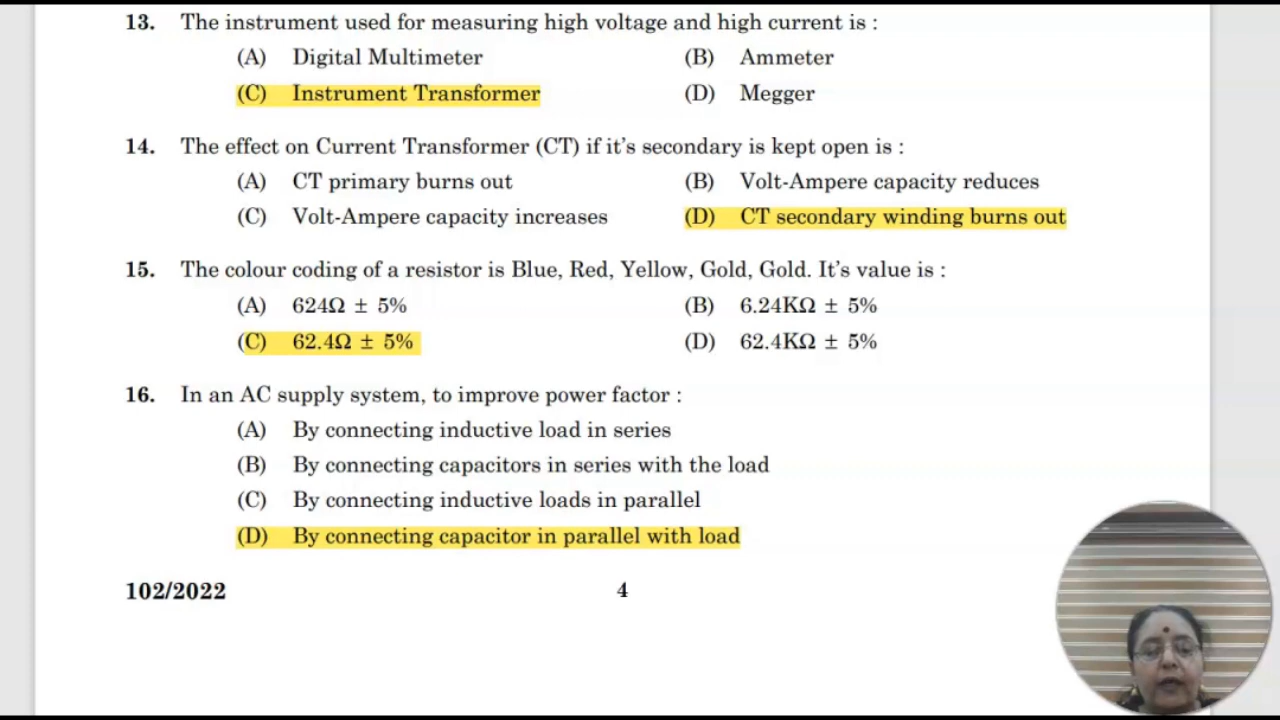 13. The instrument used for measuring high voltage and high current is :
(A) Digital Multimeter (B) Ammeter
(C) Instrument Transformer (D) Megger
14. The effect on Current Transformer (CT) if it's secondary is kept open is :
(A) CT primary burns out (B) Volt-Ampere capacity reduces
(C) Volt-Ampere capacity increases (D) CT secondary winding burns out
15. The colour coding of a resistor is Blue, Red, Yellow, Gold, Gold. It's value is :
(A) 624Ω ± 5% (B) 6.24KΩ ± 5%
(C) 62.4Ω ± 5% (D) 62.4KΩ ± 5%
16. In an AC supply system, to improve power factor :
(A) By connecting inductive load in series
(B) By connecting capacitors in series with the load
(C) By connecting inductive loads in parallel
(D) By connecting capacitor in parallel with load
102/2022 4